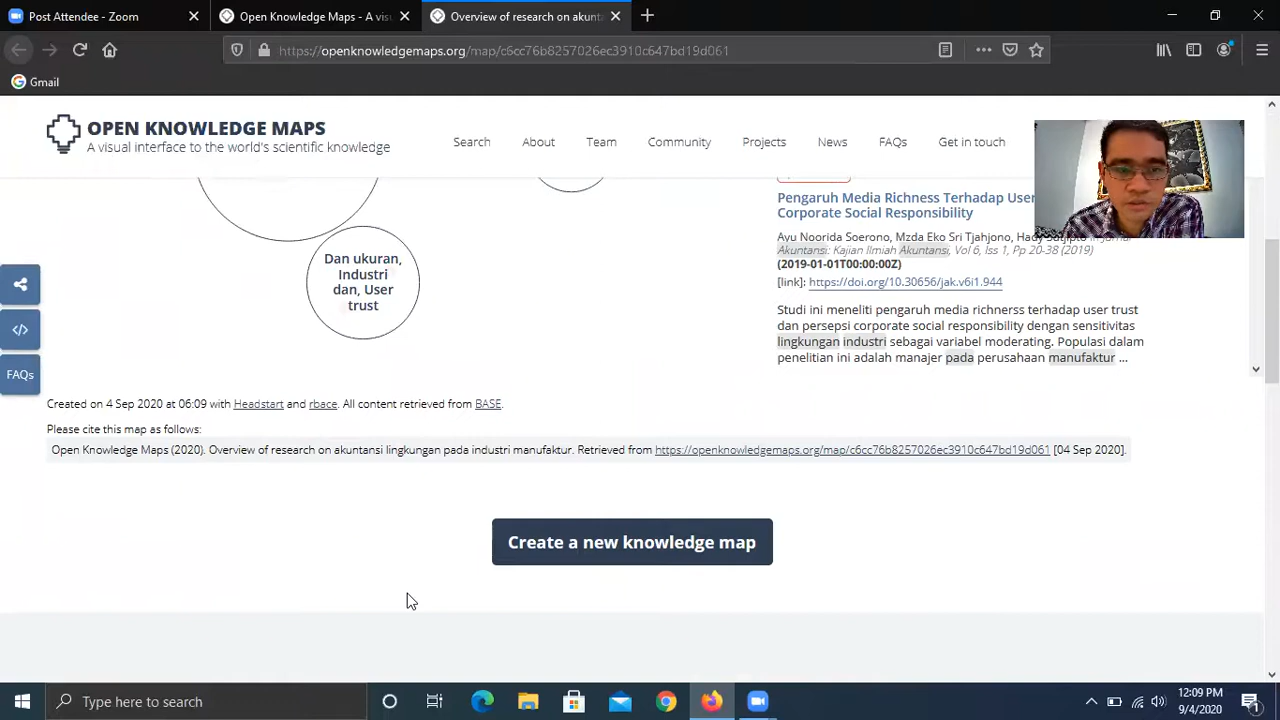 Post Attendee - Zoom
Open Knowledge Maps - A vis
Overview of research on akunta
https://openknowledgemaps.org/map/c6cc76b8257026ec3910c647bd19d061
Gmail
OPEN KNOWLEDGE MAPS
A visual interface to the world's scientific knowledge
Search About Team Community Projects News FAQs Get in touch
Dan ukuran,
Industri
dan, User
trust
Pengaruh Media Richness Terhadap User
Corporate Social Responsibility
Ayu Noorida Soerono, Mzda Eko Sri Tjahjono, Hady Sutjipto in Jurnal
Akuntansi: Kajian Ilmiah Akuntansi, Vol 6, Iss 1, Pp 20-38 (2019)
(2019-01-01T00:00:00Z)
[link]: https://doi.org/10.30656/jak.v6i1.944
Studi ini meneliti pengaruh media richnerss terhadap user trust
dan persepsi corporate social responsibility dengan sensitivitas
lingkungan industri sebagai variabel moderating. Populasi dalam
penelitian ini adalah manajer pada perusahaan manufaktur ...
FAQs
Created on 4 Sep 2020 at 06:09 with Headstart and rbace. All content retrieved from BASE.
Please cite this map as follows:
Open Knowledge Maps (2020). Overview of research on akuntansi lingkungan pada industri manufaktur. Retrieved from https://openknowledgemaps.org/map/c6cc76b8257026ec3910c647bd19d061 [04 Sep 2020].
Create a new knowledge map
Type here to search
12:09 PM
9/4/2020
1